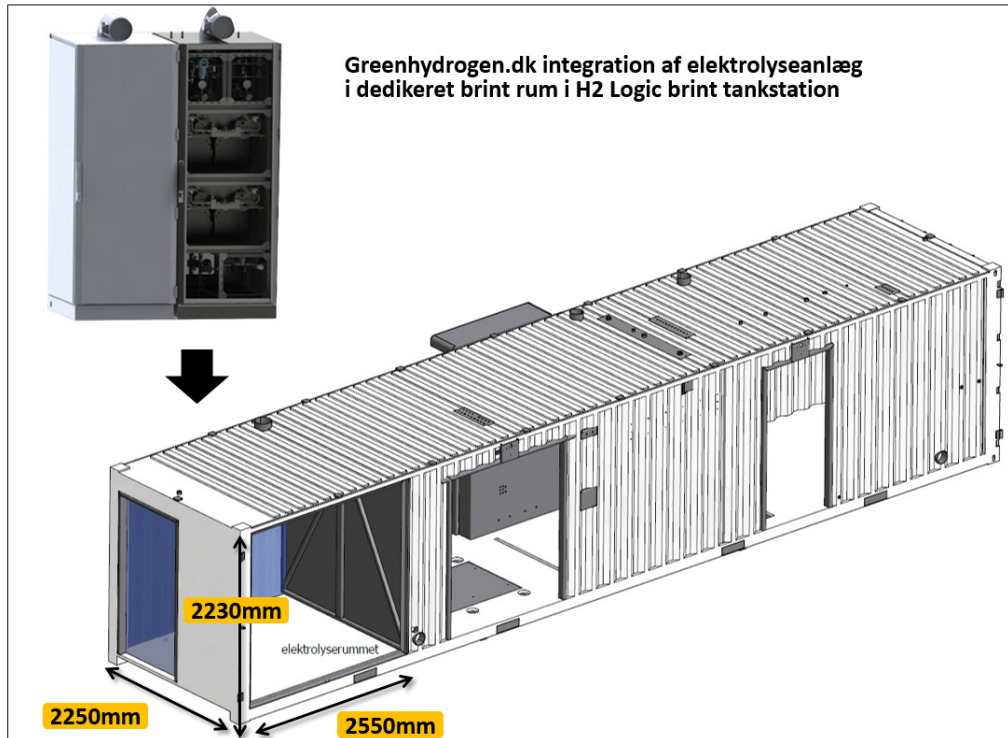 Greenhydrogen.dk integration af elektrolyseanlæg
i dedikeret brint rum i H2 Logic brint tankstation
2230mm
elektrolyserummet
2250mm
2550mm